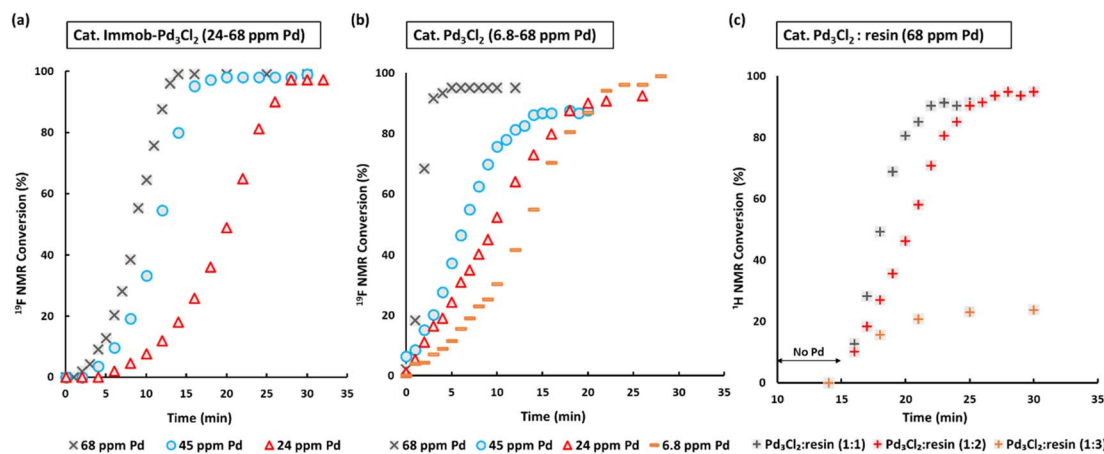 (a)
Cat. Immob-Pd₃Cl₂ (24-68 ppm Pd)
¹⁹F NMR Conversion (%)
100
80
60
40
20
0
0 5 10 15 20 25 30 35
Time (min)
68 ppm Pd 45 ppm Pd 24 ppm Pd
(b)
Cat. Pd₃Cl₂ (6.8-68 ppm Pd)
¹⁹F NMR Conversion (%)
100
80
60
40
20
0
0 5 10 15 20 25 30
Time (min)
68 ppm Pd 45 ppm Pd 24 ppm Pd 6.8 ppm Pd
(c)
Cat. Pd₃Cl₂ : resin (68 ppm Pd)
¹H NMR Conversion (%)
100
80
60
40
20
0
No Pd
10 15 20 25 30 35
Time (min)
Pd₃Cl₂:resin (1:1) Pd₃Cl₂:resin (1:2) Pd₃Cl₂:resin (1:3)